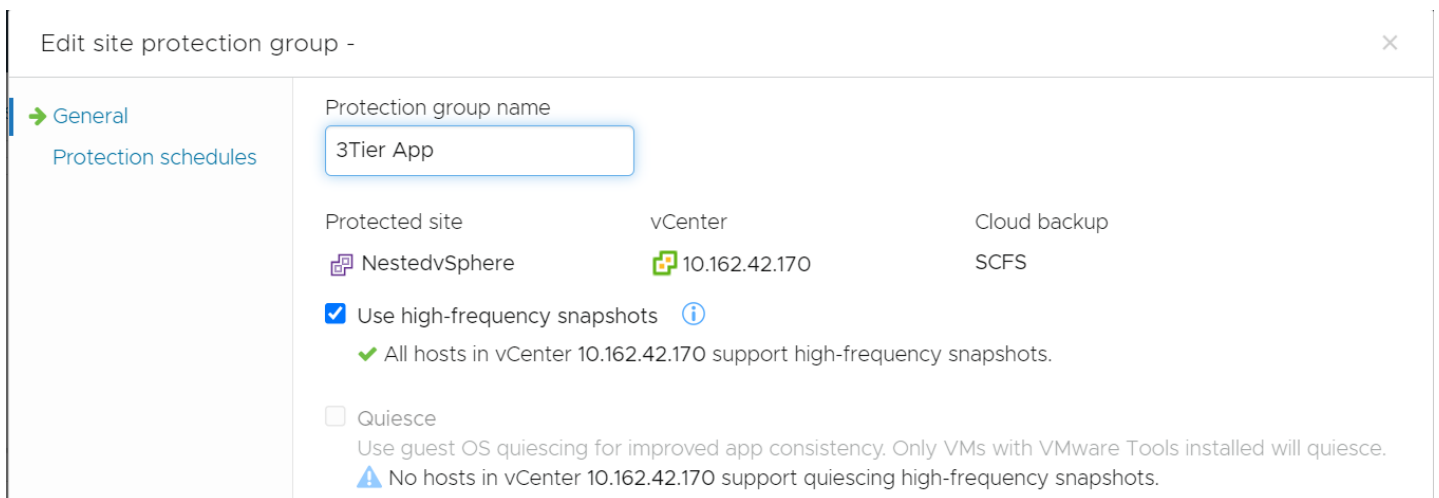 Edit site protection group -
General
Protection schedules
Protection group name
3Tier App
Protected site vCenter Cloud backup
NestedvSphere 10.162.42.170 SCFS
Use high-frequency snapshots
All hosts in vCenter 10.162.42.170 support high-frequency snapshots.
Quiesce
Use guest OS quiescing for improved app consistency. Only VMs with VMware Tools installed will quiesce.
No hosts in vCenter 10.162.42.170 support quiescing high-frequency snapshots.